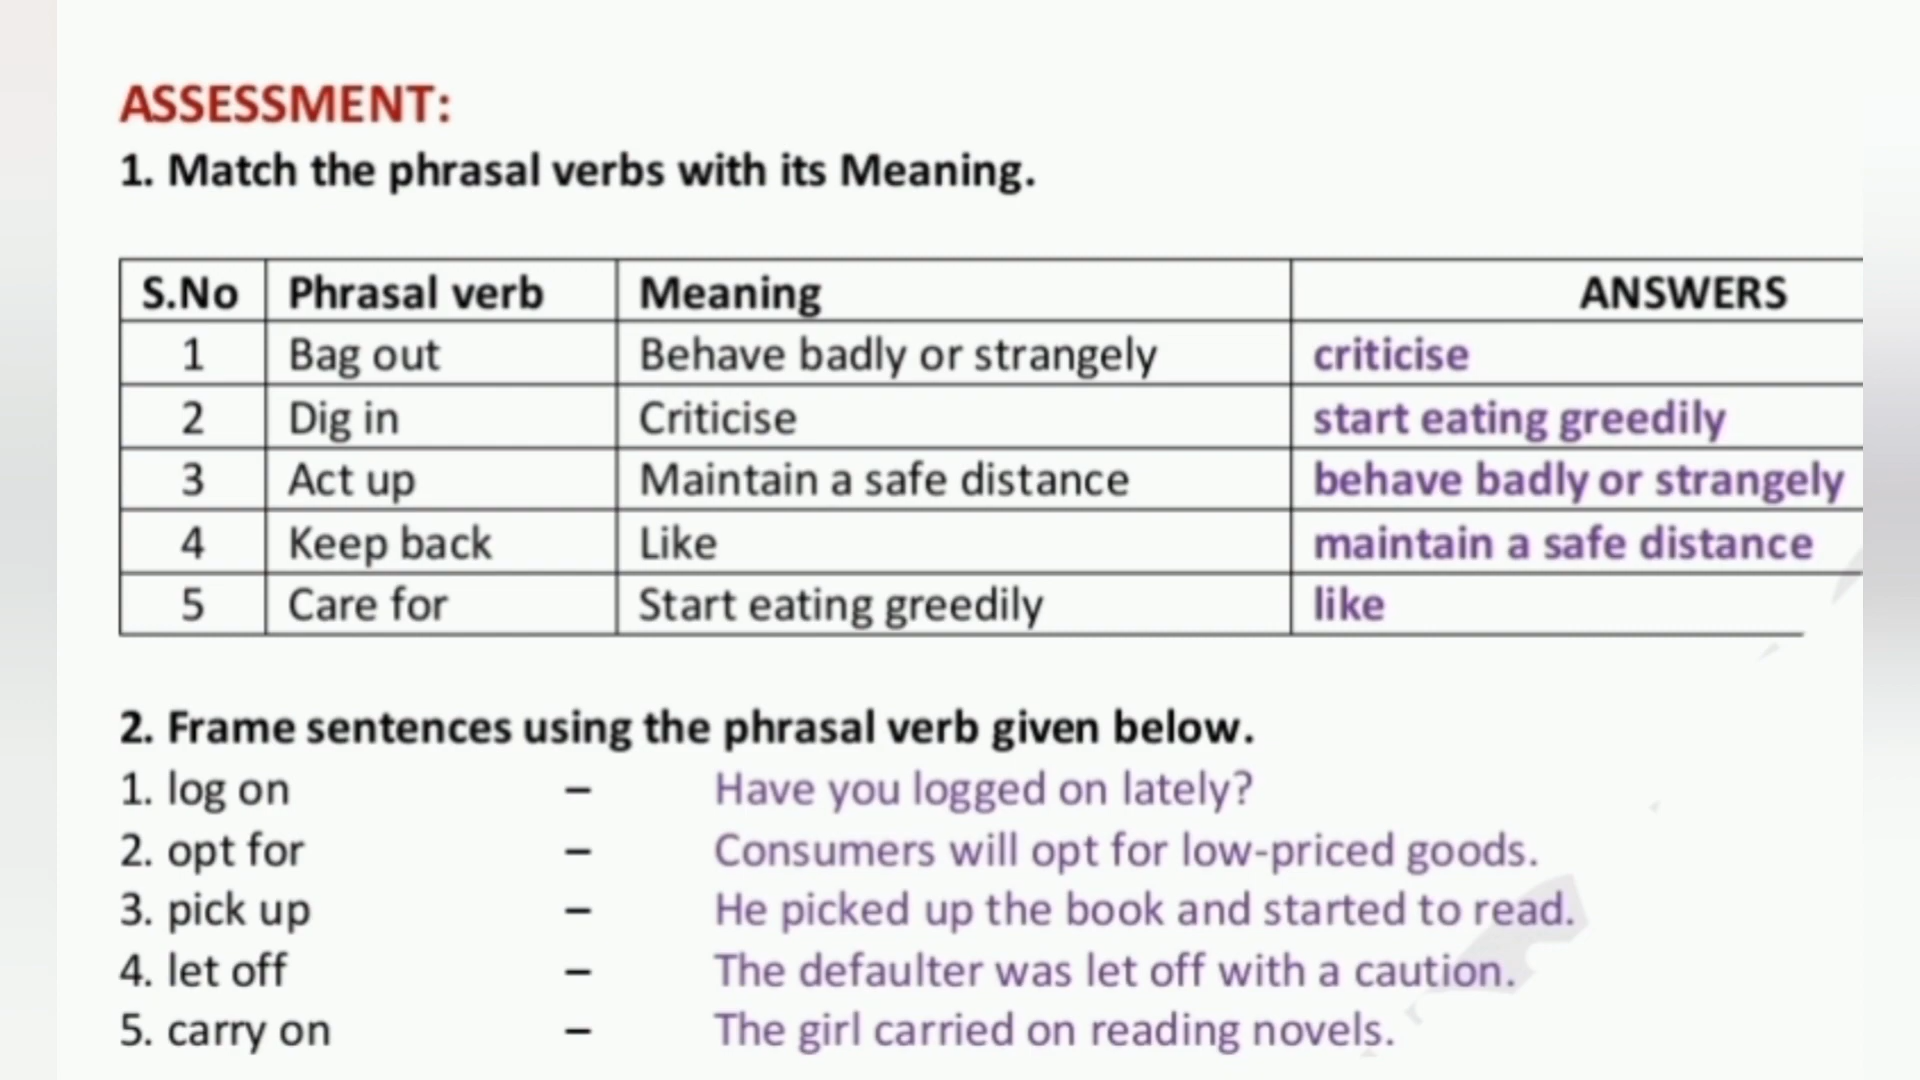 ASSESSMENT:
1. Match the phrasal verbs with its Meaning.
S.No Phrasal verb Meaning ANSWERS
1 Bag out Behave badly or strangely criticise
2 Dig in Criticise start eating greedily
3 Act up Maintain a safe distance behave badly or strangely
4 Keep back Like maintain a safe distance
5 Care for Start eating greedily like
2. Frame sentences using the phrasal verb given below.
1. log on – Have you logged on lately?
2. opt for – Consumers will opt for low-priced goods.
3. pick up – He picked up the book and started to read.
4. let off – The defaulter was let off with a caution.
5. carry on – The girl carried on reading novels.